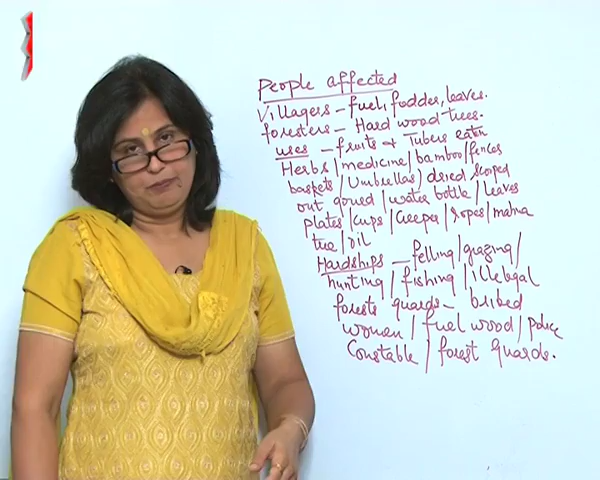 People affected
Villagers – fuel, fodder, leaves.
foresters – Hard wood trees.
uses – fruits & Tubers eaten
Herbs / medicine / bamboo / fences
baskets / Umbrellas / dried scoped
out goued / water bottle / leaves
plates / cups / creeper / ropes / mahua
tree / oil
Hardships – felling / grazing /
hunting / fishing / illegal
forests guards – bribed
women / fuel wood / police
Constable / forest guards.